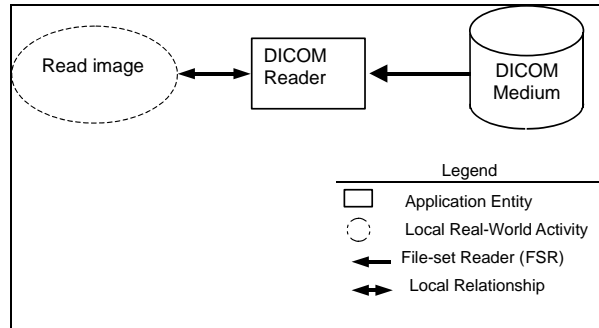 Read image
DICOM
Reader
DICOM
Medium
Legend
Application Entity
Local Real-World Activity
File-set Reader (FSR)
Local Relationship